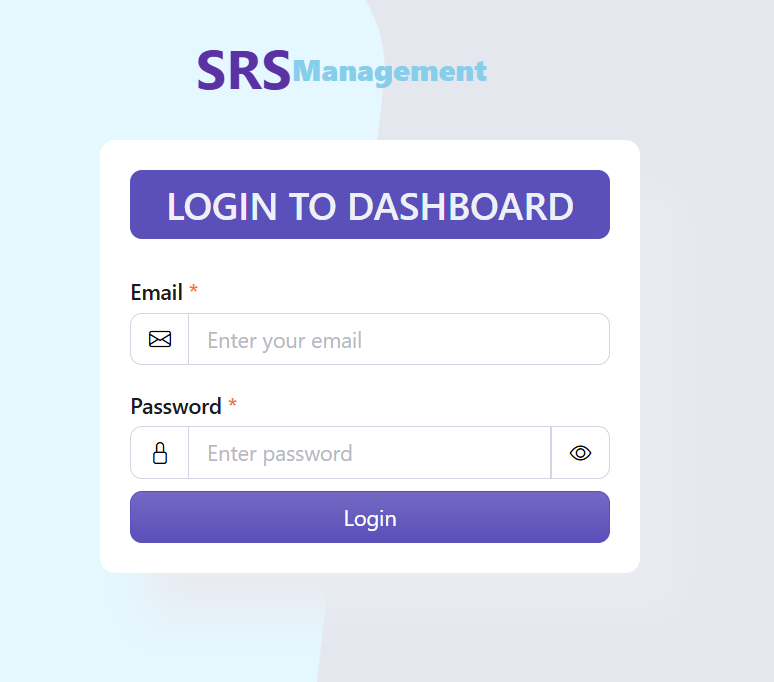 SRSManagement
LOGIN TO DASHBOARD
Email *
Enter your email
Password *
Enter password
Login